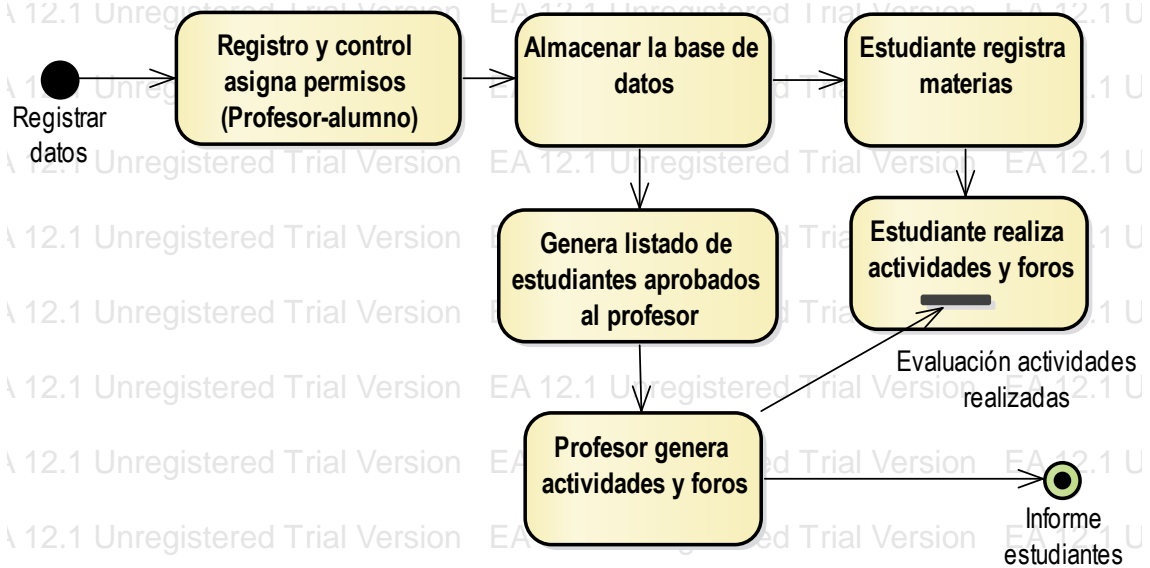 Registrar
datos
Registro y control
asigna permisos
(Profesor-alumno)
Almacenar la base de
datos
Estudiante registra
materias
Genera listado de
estudiantes aprobados
al profesor
Estudiante realiza
actividades y foros
Evaluación actividades
realizadas
Profesor genera
actividades y foros
Informe
estudiantes
EA 12.1 Unregistered Trial Version